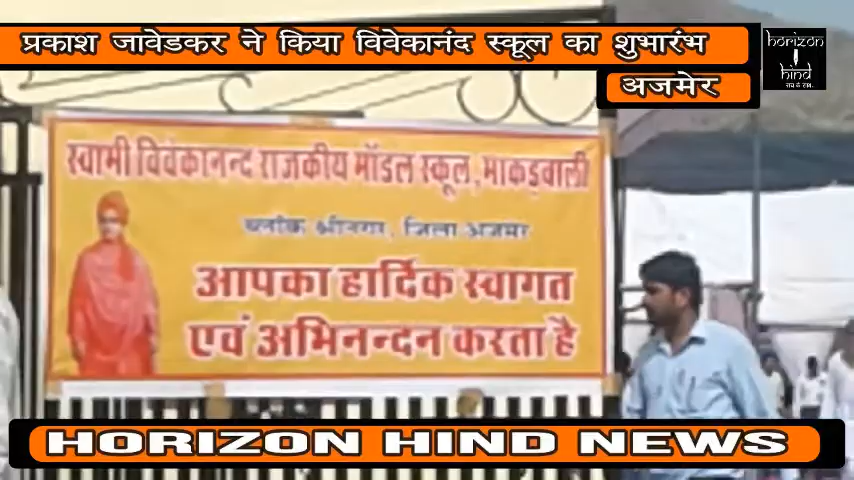 प्रकाश जावेडकर ने किया विवेकानंद स्कूल का शुभारंभ
अजमेर
horizon
hind
स्वामी विवेकानन्द राजकीय मॉडल स्कूल, माकड़वाली
ब्लॉक श्रीनगर, जिला अजमेर
आपका हार्दिक स्वागत
एवं अभिनन्दन करता है
HORIZON HIND NEWS